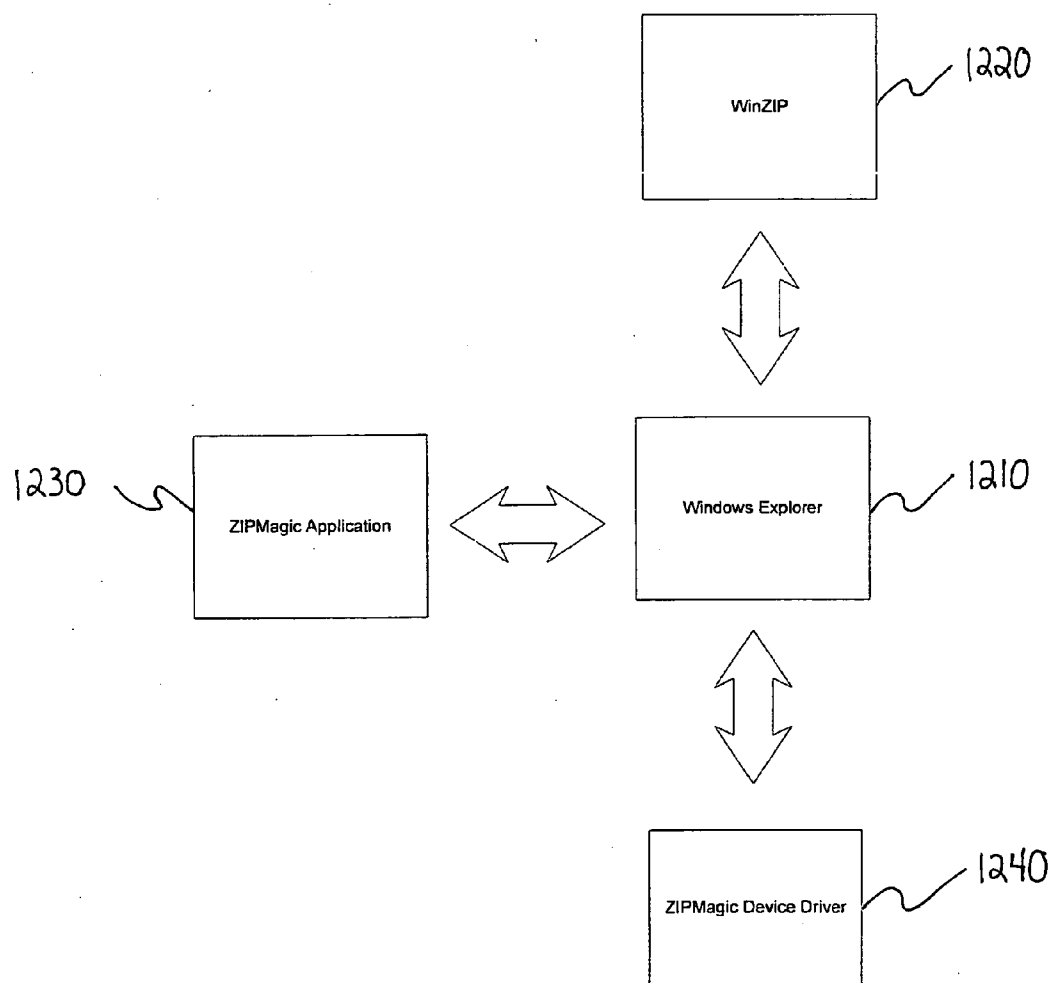 1220
WinZIP
1230
ZIPMagic Application
Windows Explorer
1210
ZIPMagic Device Driver
1240